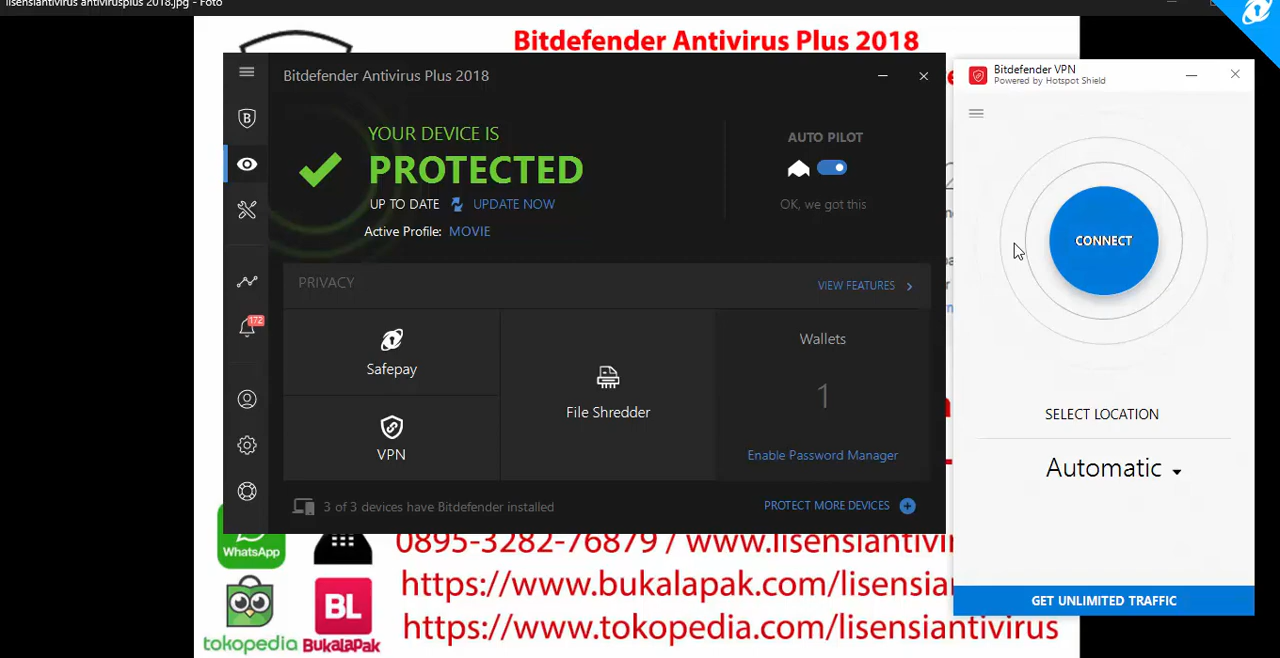 lisensiantivirus antivirusplus 2018.jpg - Foto
Bitdefender Antivirus Plus 2018
Bitdefender Antivirus Plus 2018
YOUR DEVICE IS
PROTECTED
UP TO DATE UPDATE NOW
Active Profile: MOVIE
AUTO PILOT
OK, we got this
PRIVACY
VIEW FEATURES
Safepay
VPN
File Shredder
Wallets
1
Enable Password Manager
172
3 of 3 devices have Bitdefender installed
PROTECT MORE DEVICES
Bitdefender VPN
Powered by Hotspot Shield
CONNECT
SELECT LOCATION
Automatic
GET UNLIMITED TRAFFIC
WhatsApp
0895-3282-76879 / www.lisensiantivi
https://www.bukalapak.com/lisensian
https://www.tokopedia.com/lisensiantivirus
tokopedia
BL
BukaLapak